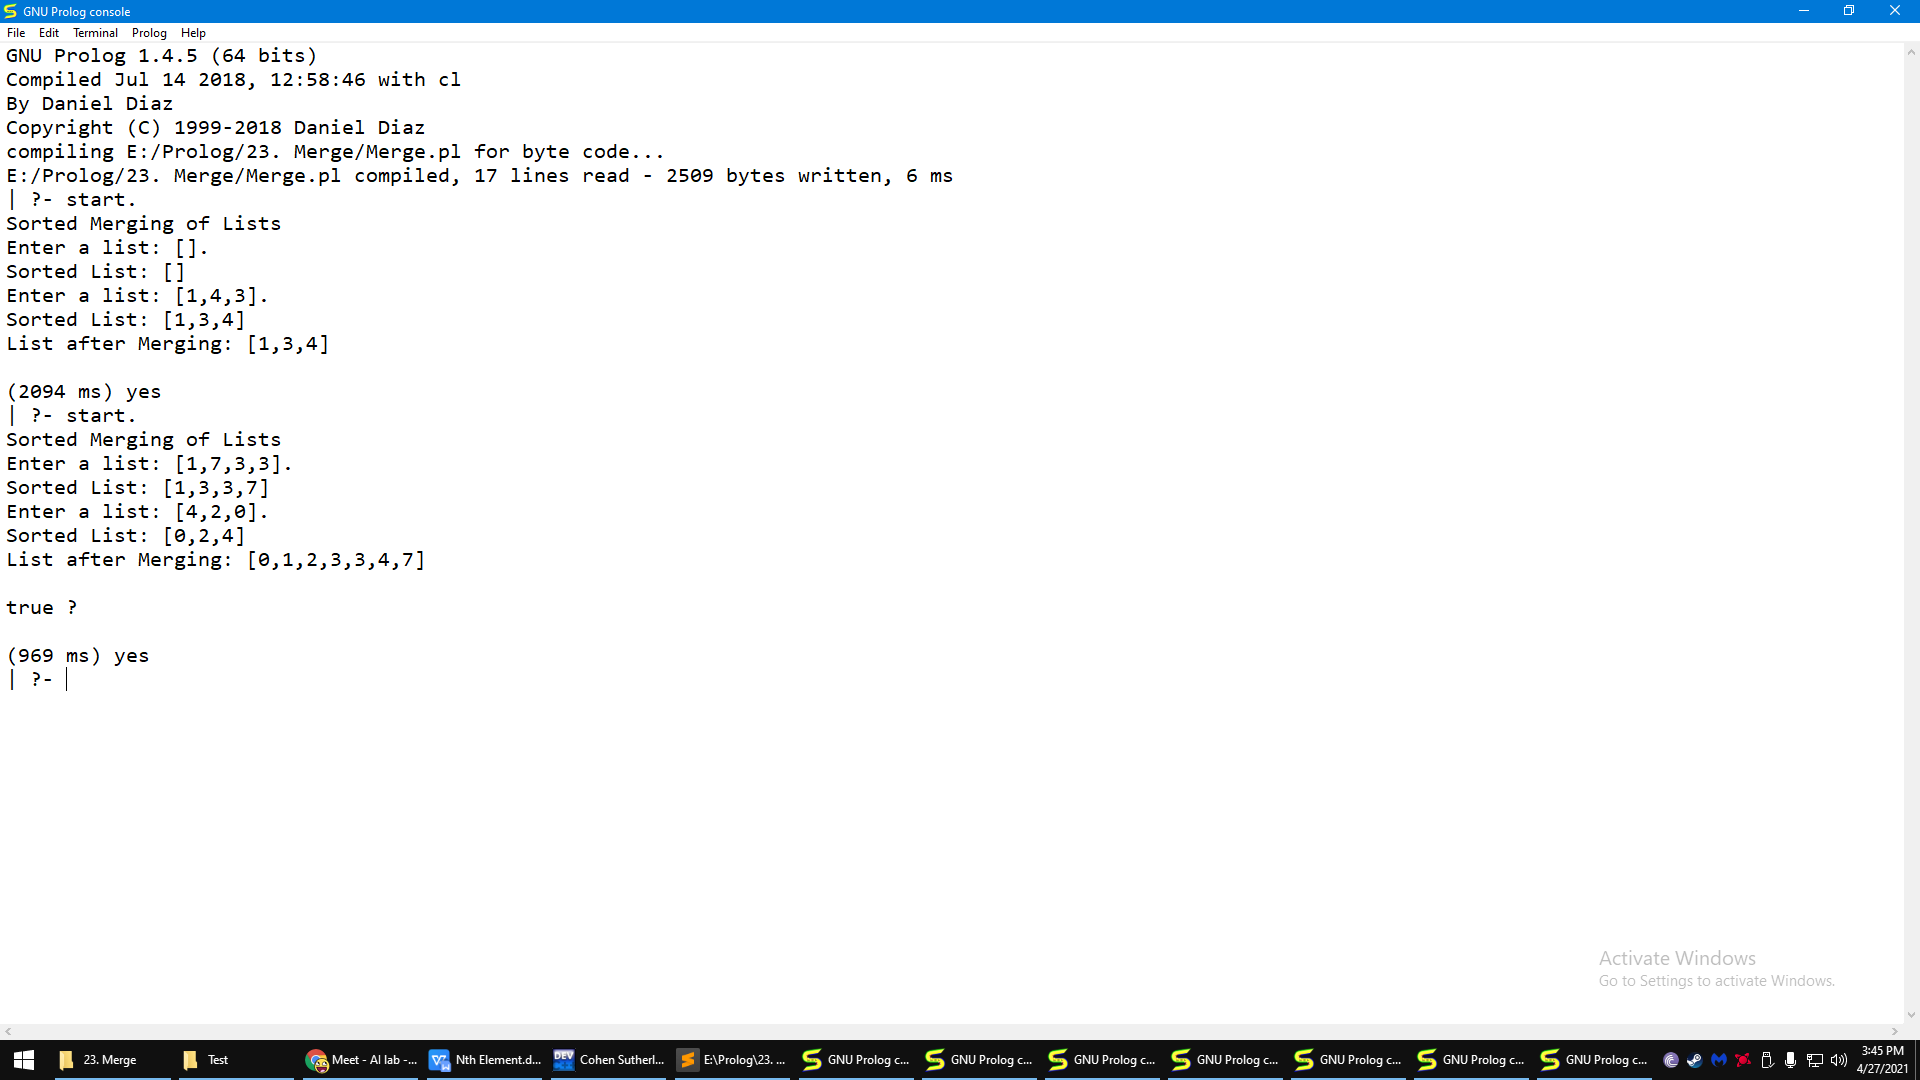 GNU Prolog console
File Edit Terminal Prolog Help
GNU Prolog 1.4.5 (64 bits)
Compiled Jul 14 2018, 12:58:46 with cl
By Daniel Diaz
Copyright (C) 1999-2018 Daniel Diaz
compiling E:/Prolog/23. Merge/Merge.pl for byte code...
E:/Prolog/23. Merge/Merge.pl compiled, 17 lines read - 2509 bytes written, 6 ms
| ?- start.
Sorted Merging of Lists
Enter a list: [].
Sorted List: []
Enter a list: [1,4,3].
Sorted List: [1,3,4]
List after Merging: [1,3,4]
(2094 ms) yes
| ?- start.
Sorted Merging of Lists
Enter a list: [1,7,3,3].
Sorted List: [1,3,3,7]
Enter a list: [4,2,0].
Sorted List: [0,2,4]
List after Merging: [0,1,2,3,3,4,7]
true ?
(969 ms) yes
| ?-
Activate Windows
Go to Settings to activate Windows.
23. Merge Test Meet - AI lab -... Nth Element.d... DEV Cohen Sutherl... E:\Prolog\23. ... GNU Prolog c... GNU Prolog c... GNU Prolog c... GNU Prolog c... GNU Prolog c... GNU Prolog c... GNU Prolog c... 3:45 PM
4/27/2021